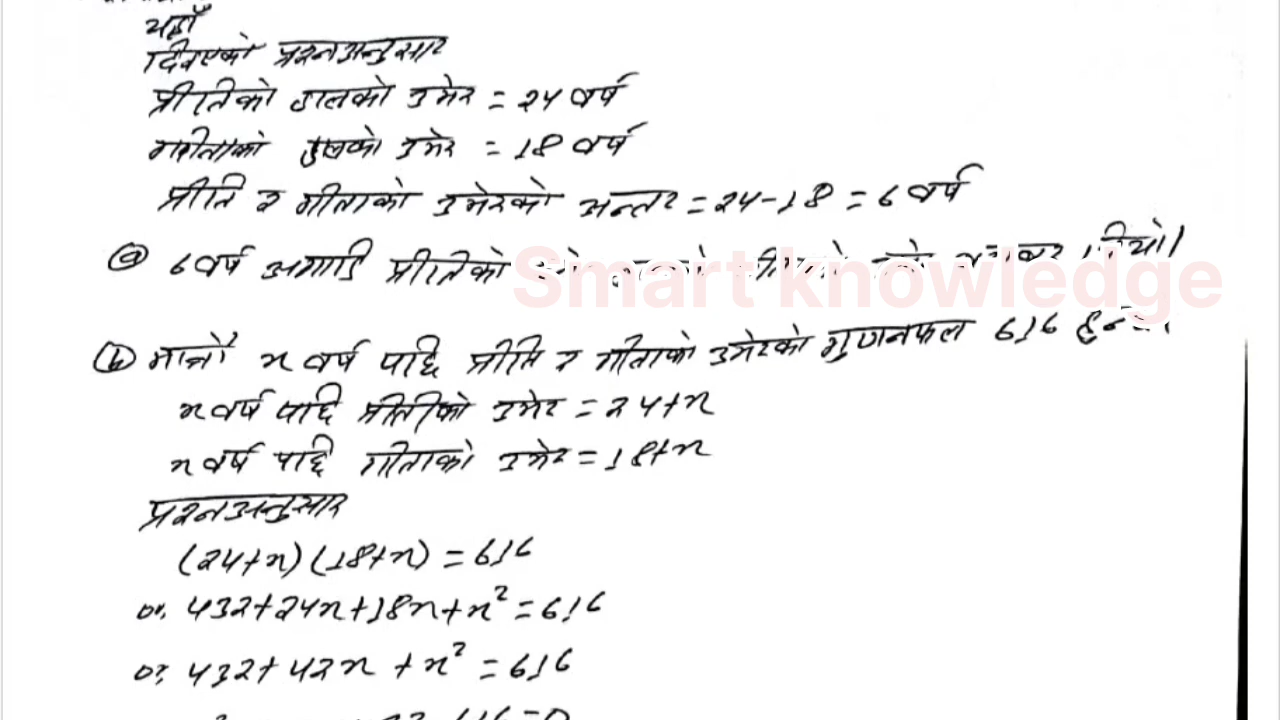 यहाँ
दिइएको प्रश्नअनुसार
प्रीतिको हालको उमेर = 24 वर्ष
गीताको हालको उमेर = 18 वर्ष
प्रीति र गीताको उमेरको अन्तर = 24-18 = 6 वर्ष
(a) 6 वर्ष अगाडि प्रीतिको बराबर थियो।
Smart knowledge
(b) मानौं x वर्ष पछि प्रीति र गीताको उमेरको गुणनफल 616 हुन्छ।
x वर्ष पछि प्रीतीको उमेर = 24+x
x वर्ष पछि गीताको उमेर = 18+x
प्रश्नअनुसार
(24+x) (18+x) = 616
or, 432+24x+18x+x² = 616
or, 432+42x +x² = 616